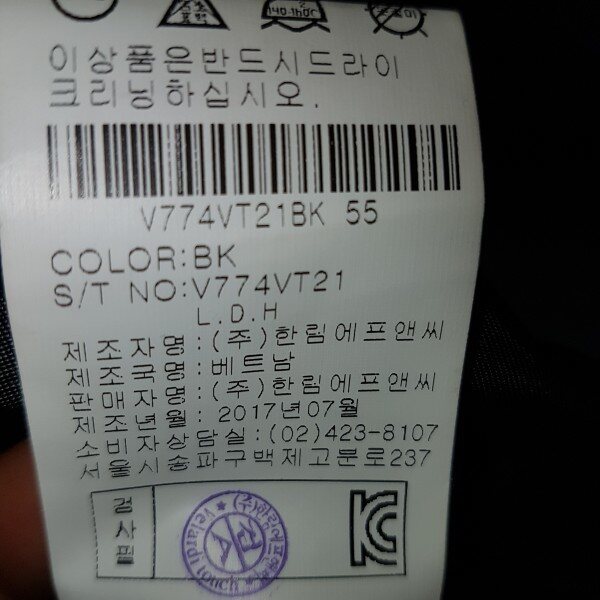 이상품은반드시드라이
크리닝하십시오.
V774VT21BK 55
COLOR:BK
S/T NO:V774VT21
L.D.H
제조자명:(주)한림에프앤씨
제조국명:베트남
판매자명:(주)한림에프앤씨
제조년월: 2017년07월
소비자상담실:(02)423-8107
서울시송파구백제고분로237
검사필
KC